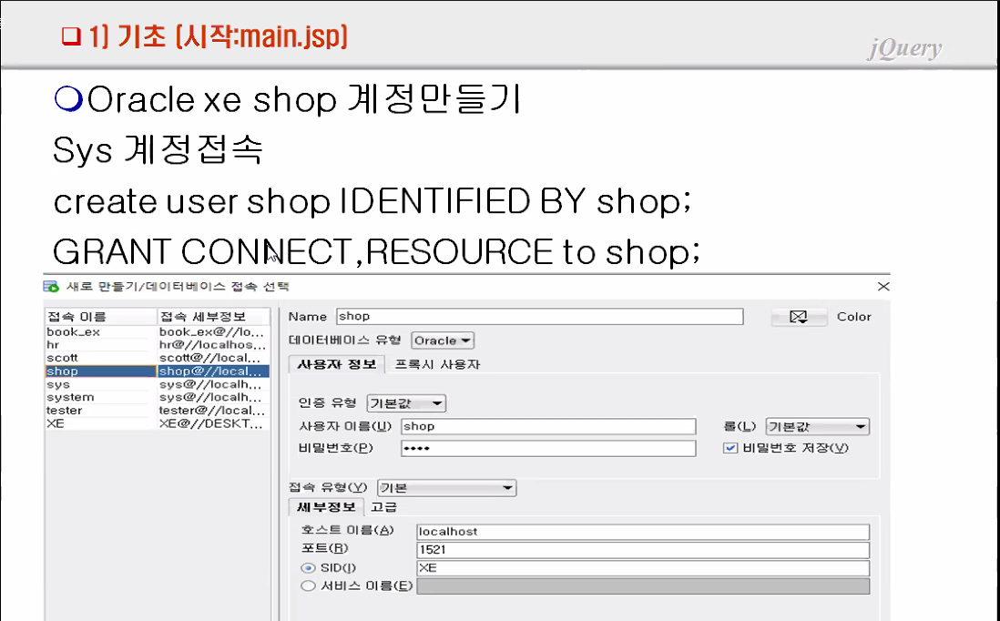 1) 기초 (시작:main.jsp)
jQuery
Oracle xe shop 계정만들기
Sys 계정접속
create user shop IDENTIFIED BY shop;
GRANT CONNECT,RESOURCE to shop;
새로 만들기/데이터베이스 접속 선택
접속 이름 접속 세부정보
book_ex book_ex@//lo...
hr hr@//localhos...
scott scott@//local...
shop shop@//local...
sys sys@//localh...
system sys@//localh...
tester tester@//local...
XE XE@//DESKT...
Name shop Color
데이터베이스 유형 Oracle
사용자 정보 프록시 사용자
인증 유형 기본값
사용자 이름(U) shop 롤(L) 기본값
비밀번호(P) •••• 비밀번호 저장(V)
접속 유형(Y) 기본
세부정보 고급
호스트 이름(A) localhost
포트(R) 1521
SID(I) XE
서비스 이름(E)